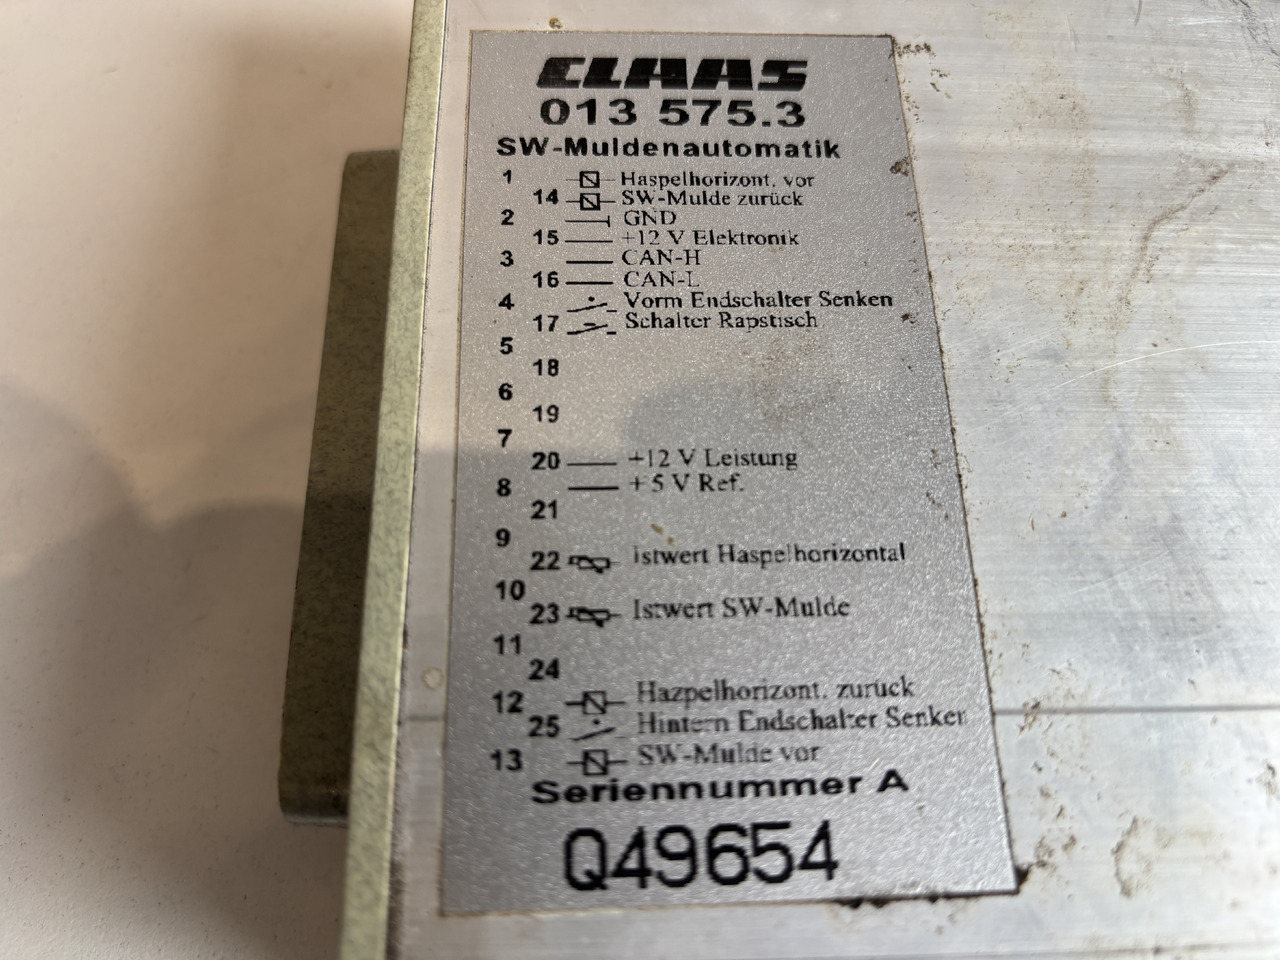 CLAAS
013 575.3
SW-Muldenautomatik
1 Haspelhorizont. vor
14 SW-Mulde zurück
2 GND
15 +12 V Elektronik
3 CAN-H
16 CAN-L
4 Vorm Endschalter Senken
17 Schalter Rapstisch
5
18
6
19
7
20 +12 V Leistung
8 +5 V Ref.
21
9
22 Istwert Haspelhorizontal
10
23 Istwert SW-Mulde
11
24
12 Hazpelhorizont. zurück
25 Hintern Endschalter Senken
13 SW-Mulde vor
Seriennummer A
Q49654